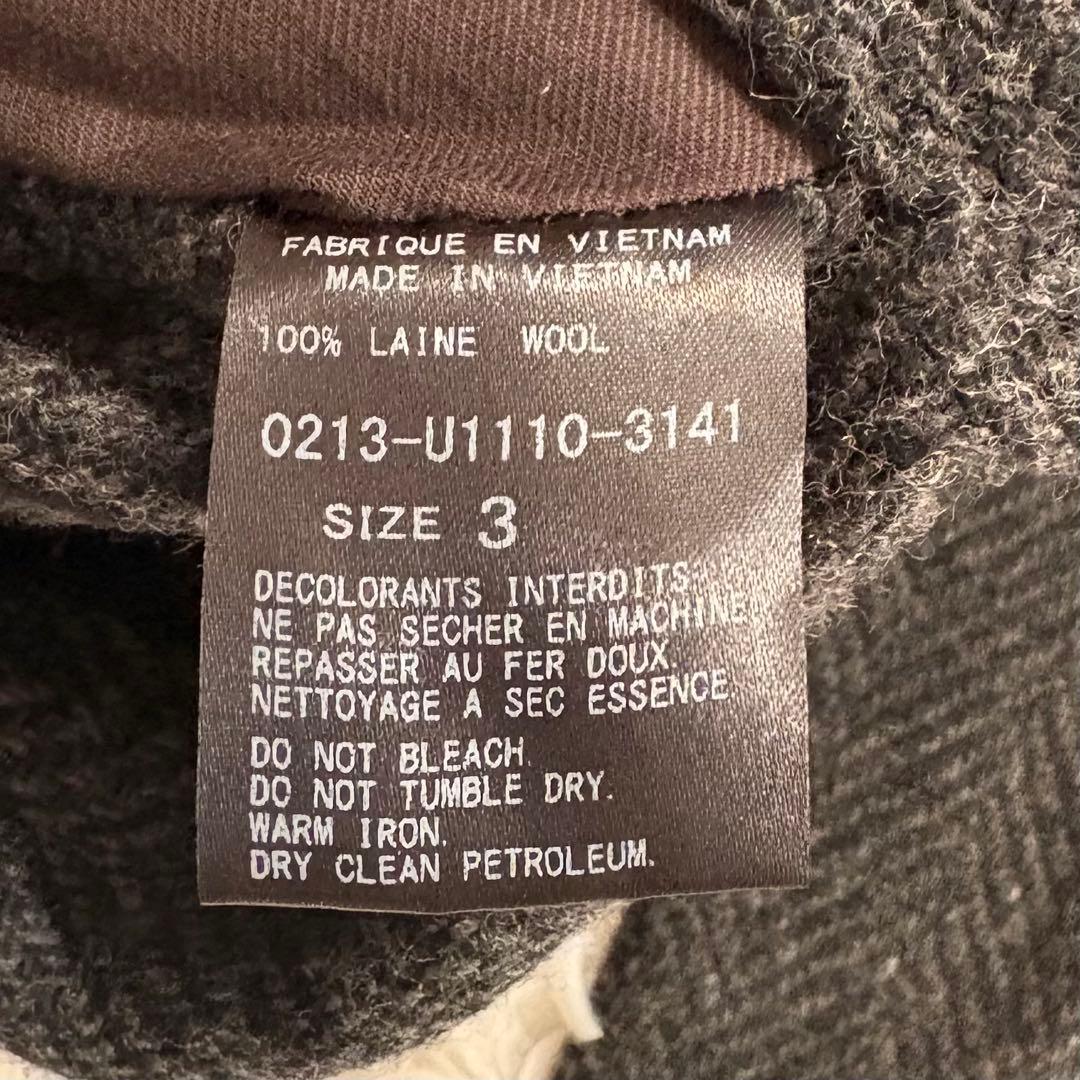 FABRIQUE EN VIETNAM
MADE IN VIETNAM
100% LAINE WOOL
0213-U1110-3141
SIZE 3
DECOLORANTS INTERDITS.
NE PAS SECHER EN MACHINE.
REPASSER AU FER DOUX.
NETTOYAGE A SEC ESSENCE
DO NOT BLEACH.
DO NOT TUMBLE DRY.
WARM IRON.
DRY CLEAN PETROLEUM.